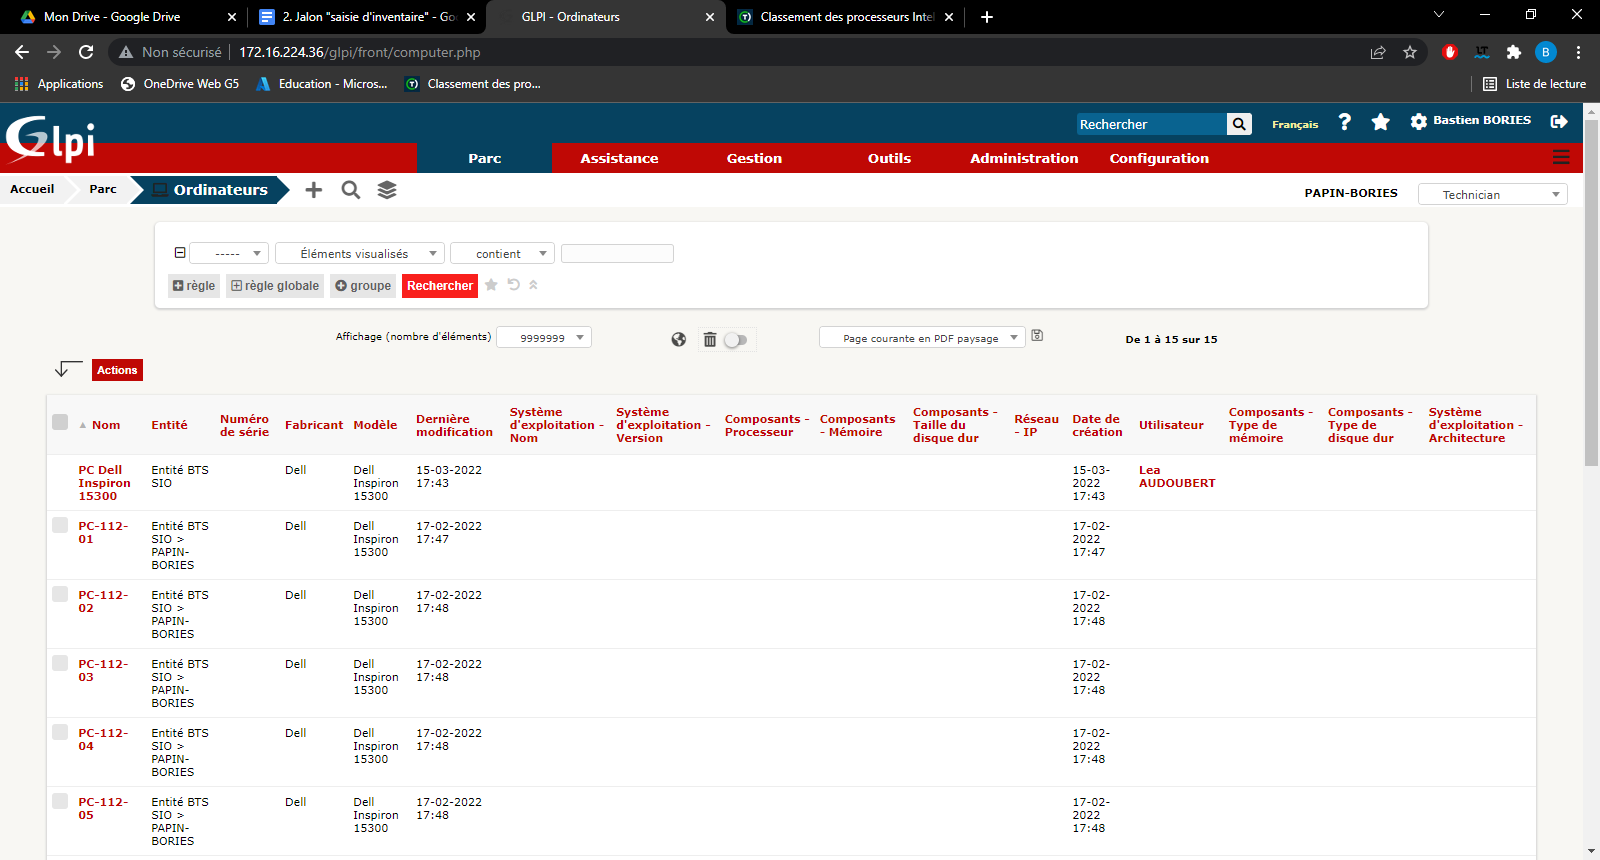 Mon Drive - Google Drive
2. Jalon "saisie d'inventaire" - Go
GLPI - Ordinateurs
Classement des processeurs Intel
Non sécurisé
172.16.224.36/glpi/front/computer.php
B
Applications
OneDrive Web G5
Education - Micros...
Classement des pro...
Liste de lecture
Glpi
Rechercher
Français
?
Bastien BORIES
Parc
Assistance
Gestion
Outils
Administration
Configuration
Accueil
Parc
Ordinateurs
PAPIN-BORIES
Technician
-----
Éléments visualisés
contient
règle
règle globale
groupe
Rechercher
Affichage (nombre d'éléments)
9999999
Page courante en PDF paysage
De 1 à 15 sur 15
Actions
Nom
Entité
Numéro
de série
Fabricant
Modèle
Dernière
modification
Système
d'exploitation -
Nom
Système
d'exploitation -
Version
Composants -
Processeur
Composants
- Mémoire
Composants -
Taille du
disque dur
Réseau
- IP
Date de
création
Utilisateur
Composants -
Type de
mémoire
Composants -
Type de
disque dur
Système
d'exploitation -
Architecture
PC Dell
Inspiron
15300
Entité BTS
SIO
Dell
Dell
Inspiron
15300
15-03-2022
17:43
15-03-
2022
17:43
Lea
AUDOUBERT
PC-112-
01
Entité BTS
SIO >
PAPIN-
BORIES
Dell
Dell
Inspiron
15300
17-02-2022
17:47
17-02-
2022
17:47
PC-112-
02
Entité BTS
SIO >
PAPIN-
BORIES
Dell
Dell
Inspiron
15300
17-02-2022
17:48
17-02-
2022
17:48
PC-112-
03
Entité BTS
SIO >
PAPIN-
BORIES
Dell
Dell
Inspiron
15300
17-02-2022
17:48
17-02-
2022
17:48
PC-112-
04
Entité BTS
SIO >
PAPIN-
BORIES
Dell
Dell
Inspiron
15300
17-02-2022
17:48
17-02-
2022
17:48
PC-112-
05
Entité BTS
SIO >
PAPIN-
BORIES
Dell
Dell
Inspiron
15300
17-02-2022
17:48
17-02-
2022
17:48